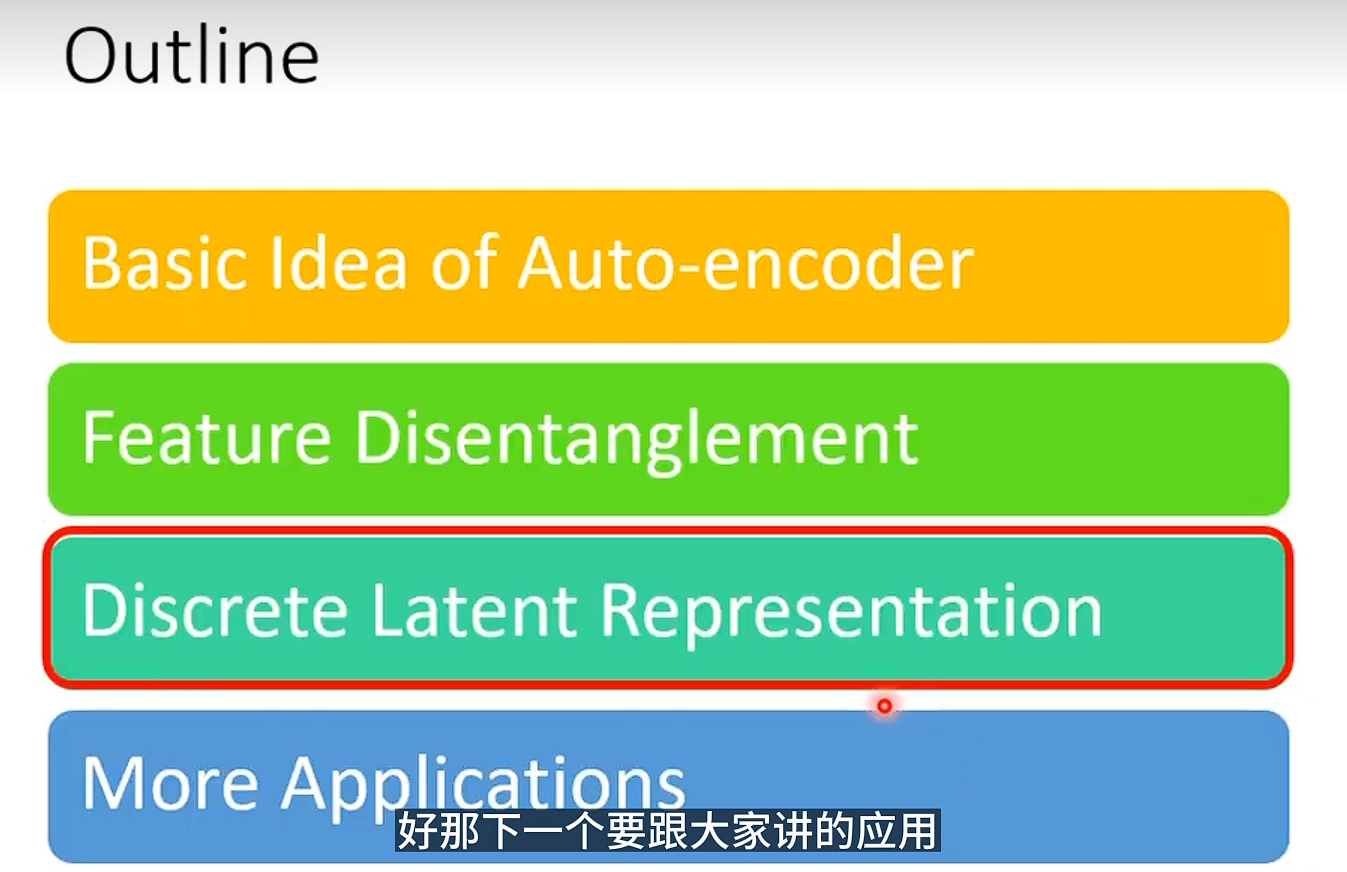 Outline
Basic Idea of Auto-encoder
Feature Disentanglement
Discrete Latent Representation
More Applications
好那下一个要跟大家讲的应用